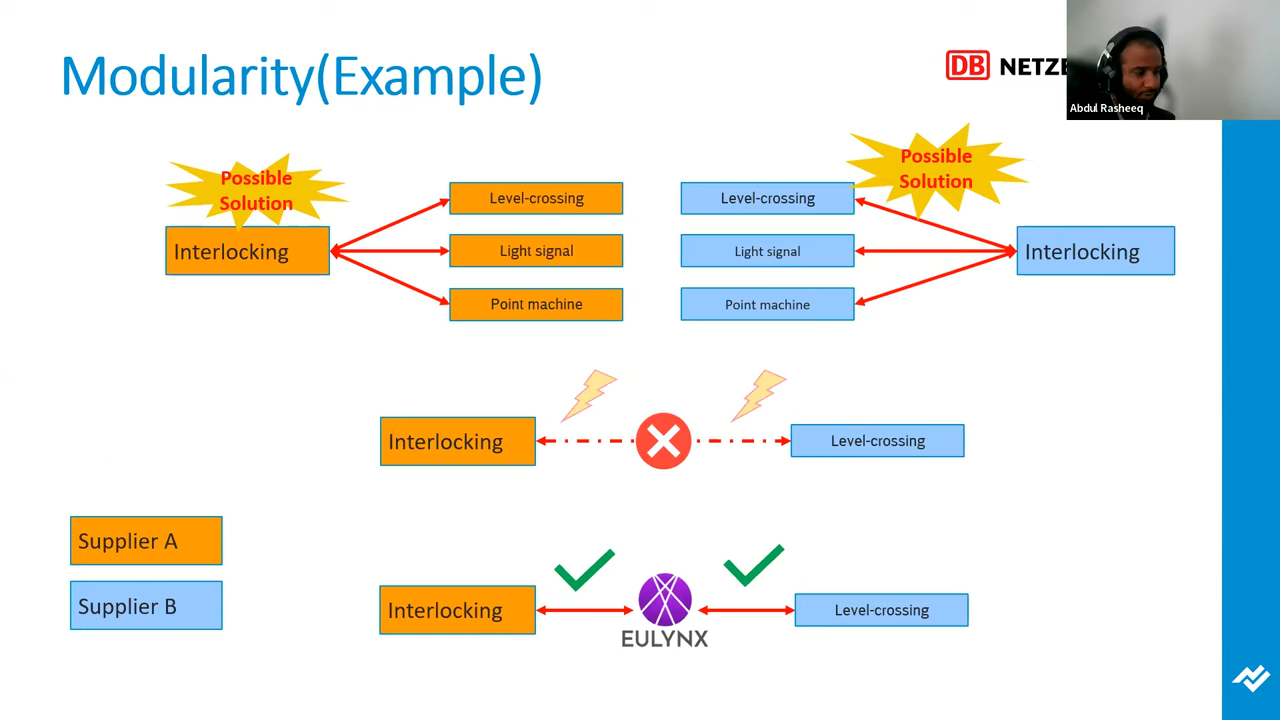 Modularity(Example)
DB NETZE
Abdul Rasheeq
Possible
Solution
Interlocking
Level-crossing
Light signal
Point machine
Possible
Solution
Level-crossing
Light signal
Point machine
Interlocking
Interlocking
Level-crossing
Supplier A
Supplier B
Interlocking
EULYNX
Level-crossing